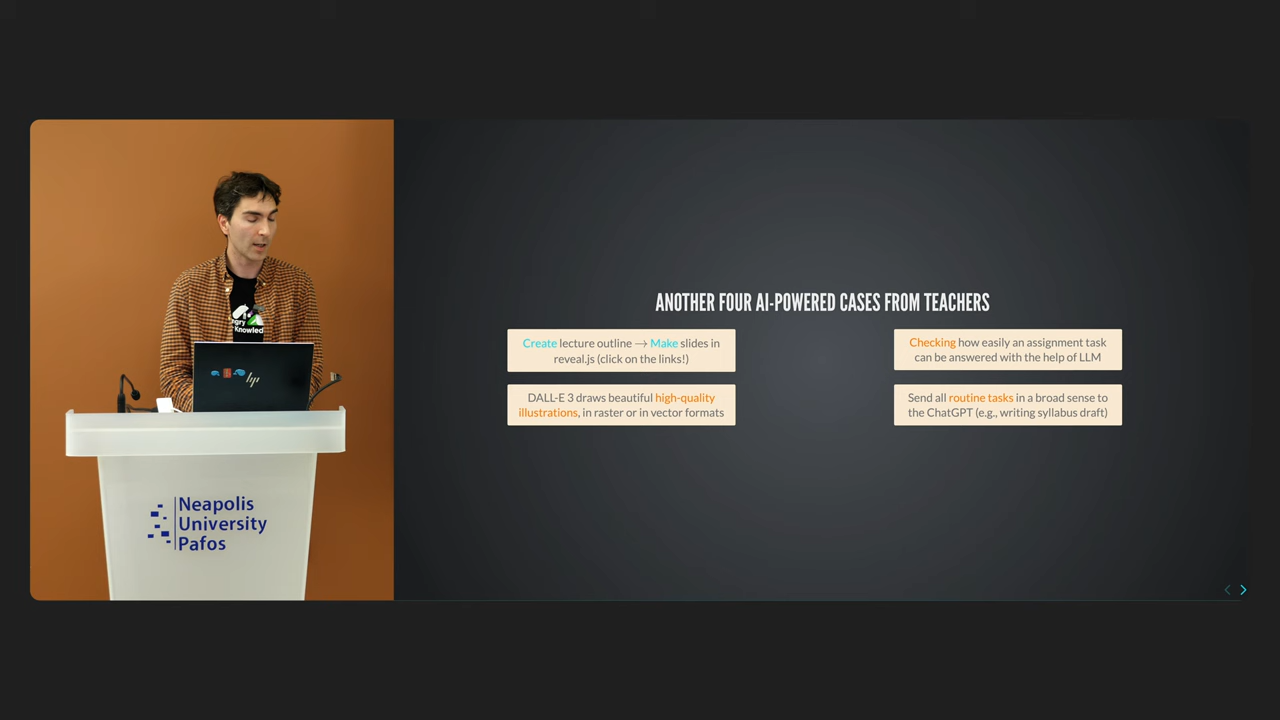 ANOTHER FOUR AI-POWERED CASES FROM TEACHERS
Create lecture outline → Make slides in
reveal.js (click on the links!)
DALL-E 3 draws beautiful high-quality
illustrations, in raster or in vector formats
Checking how easily an assignment task
can be answered with the help of LLM
Send all routine tasks in a broad sense to
the ChatGPT (e.g., writing syllabus draft)
hp
Neapolis
University
Pafos